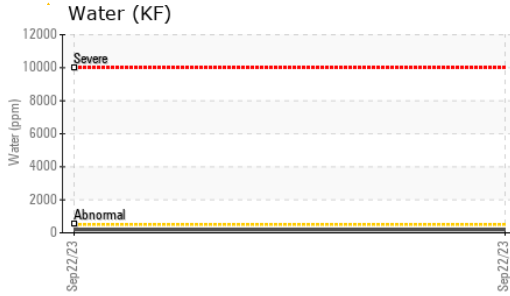 Water (KF)
12000
Severe
10000
8000
Water (ppm)
6000
4000
2000
Abnormal
0
Sep22/23
Sep22/23